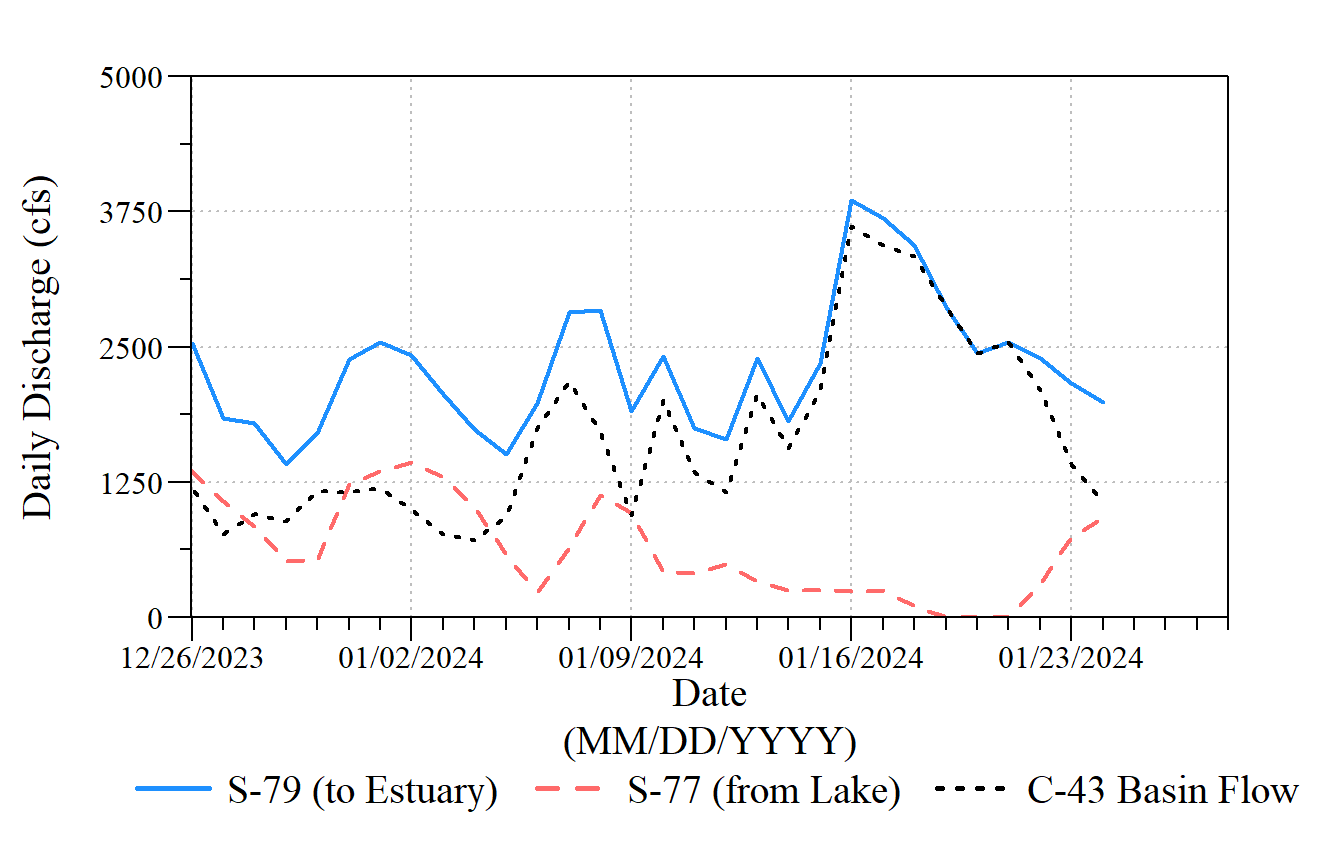 5000
3750
2500
1250
0
Daily Discharge (cfs)
12/26/2023 01/02/2024 01/09/2024 01/16/2024 01/23/2024
Date
(MM/DD/YYYY)
S-79 (to Estuary) S-77 (from Lake) C-43 Basin Flow